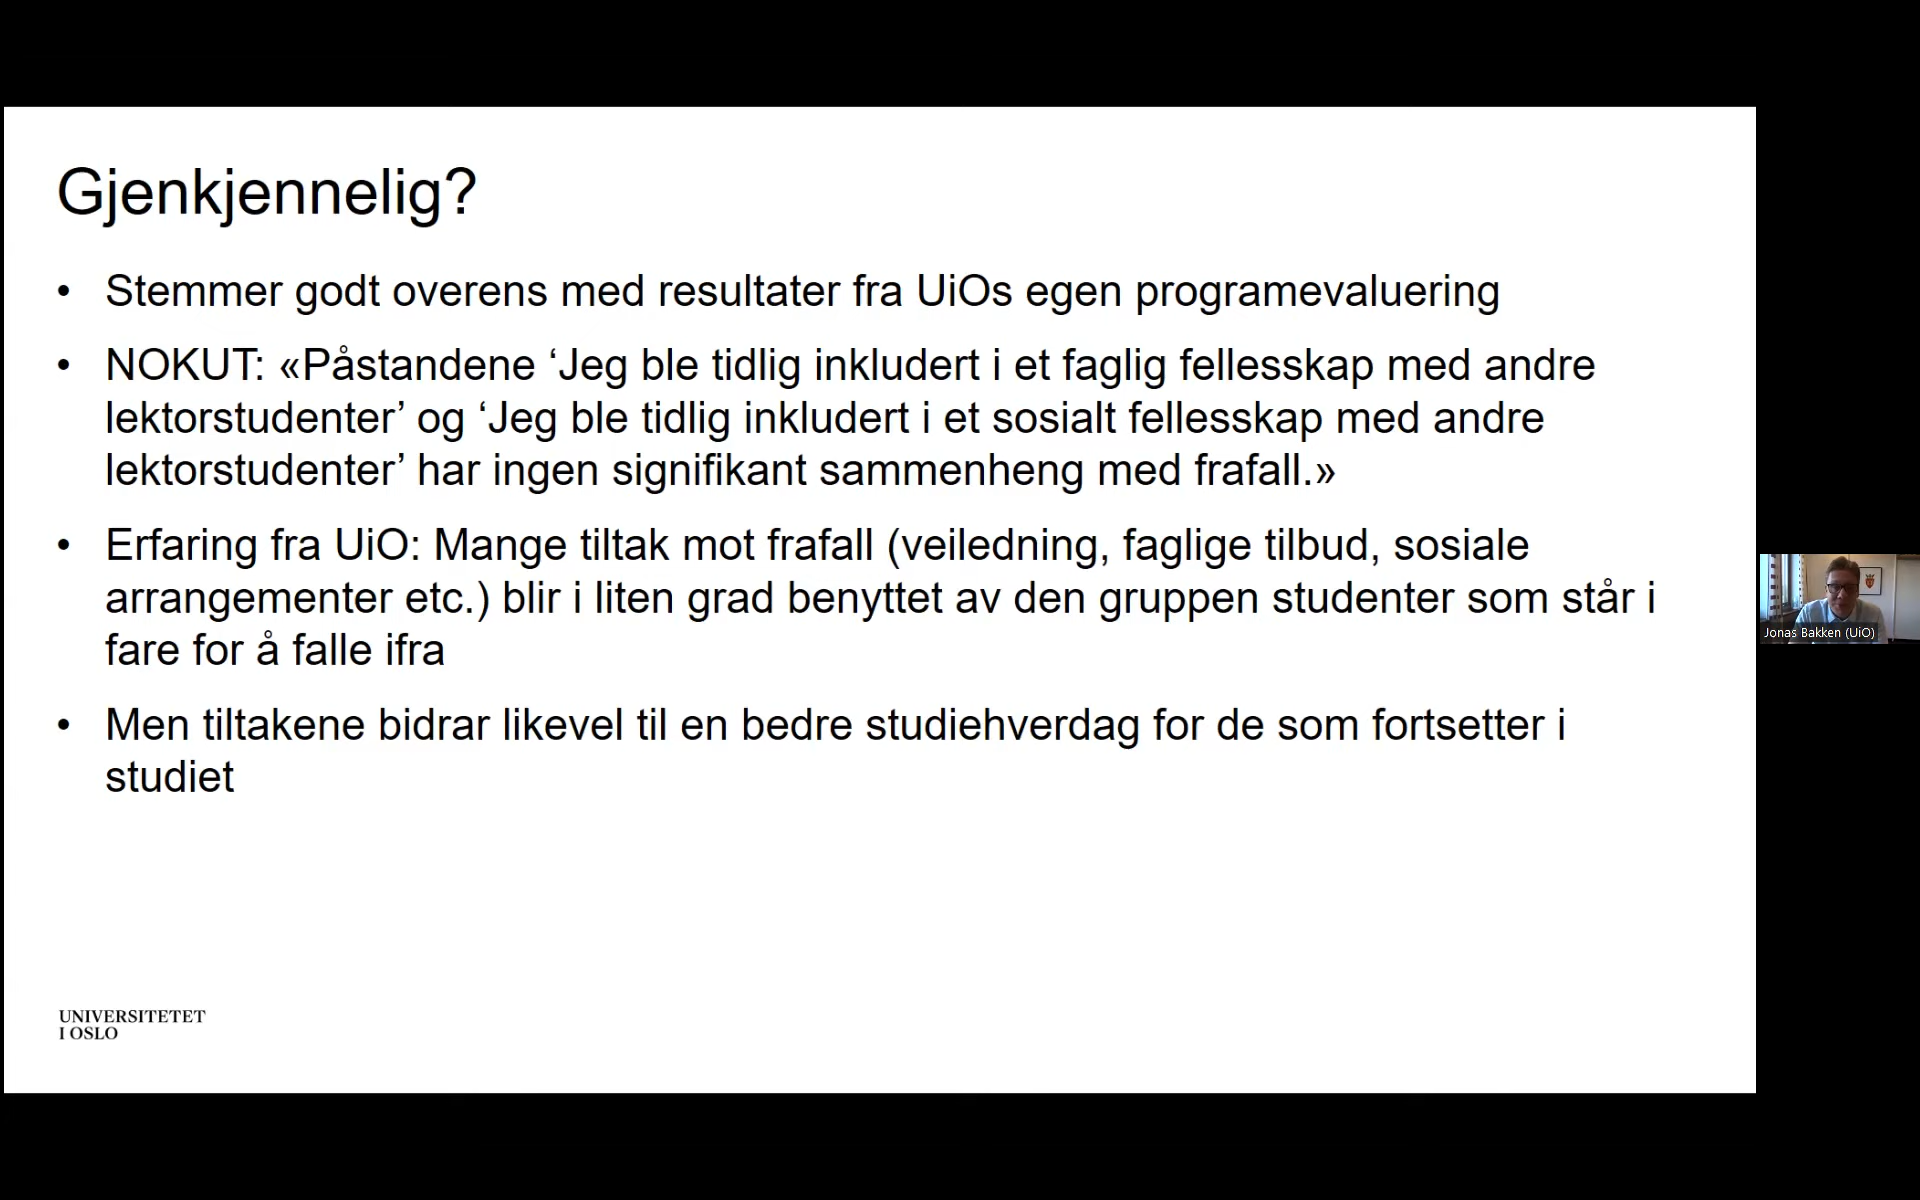 Gjenkjennelig?
• Stemmer godt overens med resultater fra UiOs egen programevaluering
• NOKUT: «Påstandene ‘Jeg ble tidlig inkludert i et faglig fellesskap med andre
lektorstudenter’ og ‘Jeg ble tidlig inkludert i et sosialt fellesskap med andre
lektorstudenter’ har ingen signifikant sammenheng med frafall.»
• Erfaring fra UiO: Mange tiltak mot frafall (veiledning, faglige tilbud, sosiale
arrangementer etc.) blir i liten grad benyttet av den gruppen studenter som står i
fare for å falle ifra
• Men tiltakene bidrar likevel til en bedre studiehverdag for de som fortsetter i
studiet
UNIVERSITETET
I OSLO
Jonas Bakken (UiO)